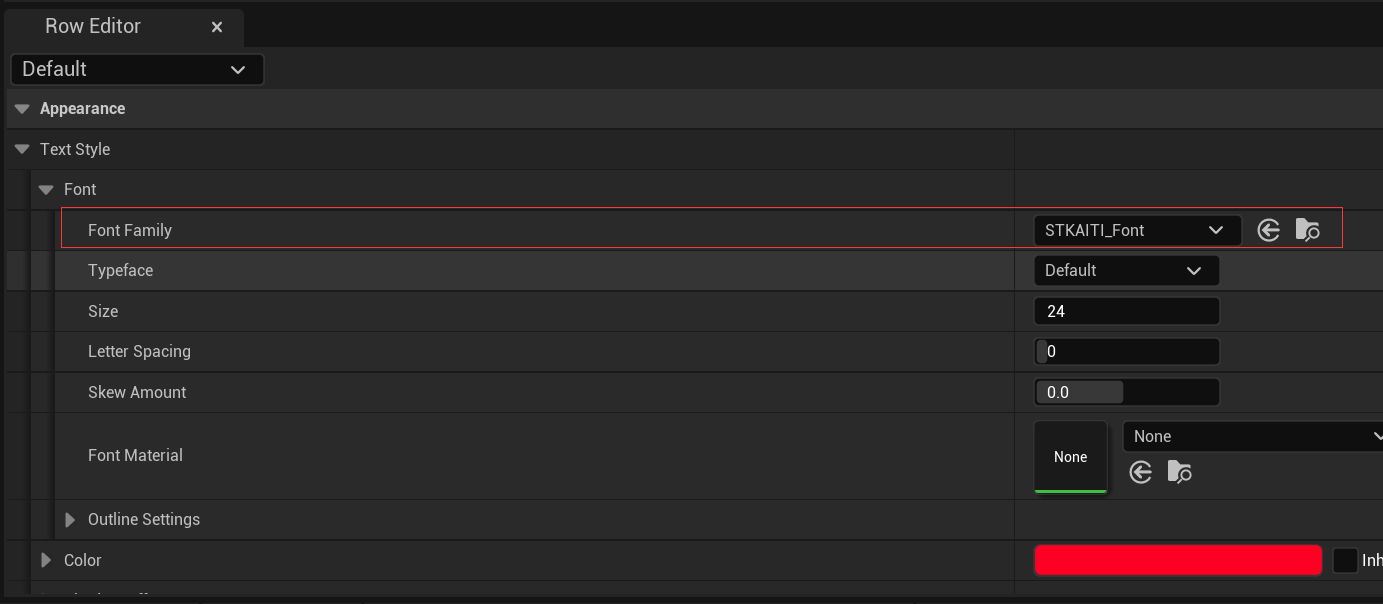 Row Editor
Default
Appearance
Text Style
Font
Font Family STKAITI_Font
Typeface Default
Size 24
Letter Spacing 0
Skew Amount 0.0
Font Material None None
Outline Settings
Color Inh